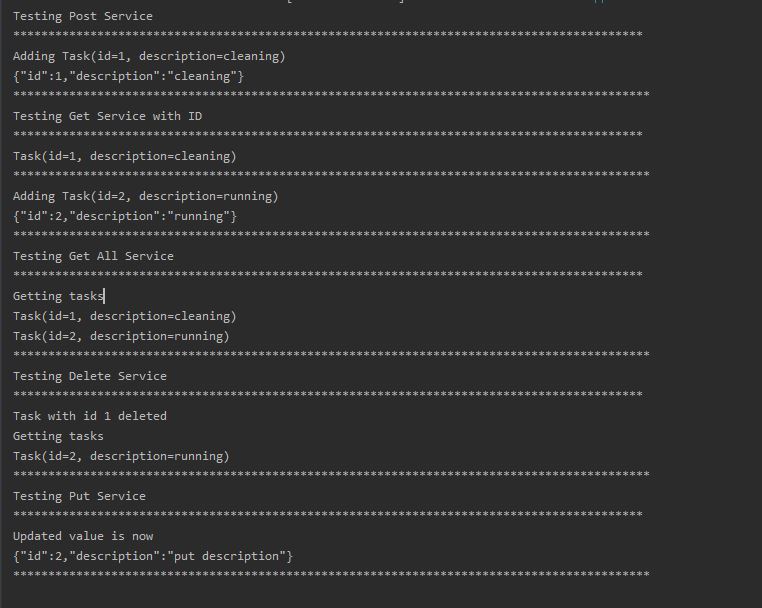 Testing Post Service
******************************************************************************************
Adding Task(id=1, description=cleaning)
{"id":1,"description":"cleaning"}
*******************************************************************************************
Testing Get Service with ID
******************************************************************************************
Task(id=1, description=cleaning)
*******************************************************************************************
Adding Task(id=2, description=running)
{"id":2,"description":"running"}
*******************************************************************************************
Testing Get All Service
******************************************************************************************
Getting tasks
Task(id=1, description=cleaning)
Task(id=2, description=running)
*******************************************************************************************
Testing Delete Service
******************************************************************************************
Task with id 1 deleted
Getting tasks
Task(id=2, description=running)
*******************************************************************************************
Testing Put Service
******************************************************************************************
Updated value is now
{"id":2,"description":"put description"}
*******************************************************************************************